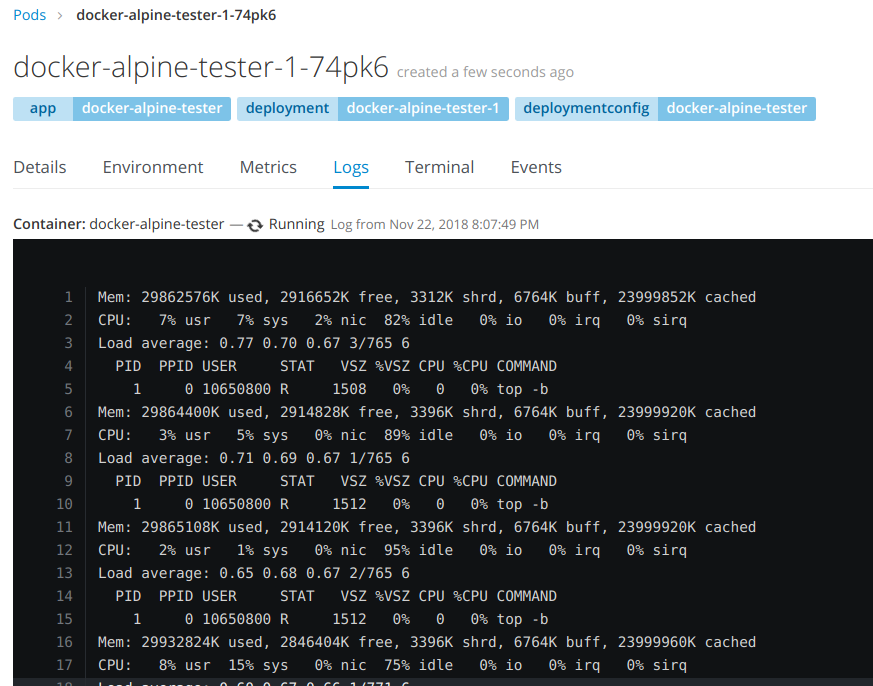 Pods › docker-alpine-tester-1-74pk6
docker-alpine-tester-1-74pk6 created a few seconds ago
app docker-alpine-tester deployment docker-alpine-tester-1 deploymentconfig docker-alpine-tester
Details Environment Metrics Logs Terminal Events
Container: docker-alpine-tester — Running Log from Nov 22, 2018 8:07:49 PM
1 Mem: 29862576K used, 2916652K free, 3312K shrd, 6764K buff, 23999852K cached
2 CPU:   7% usr   7% sys   2% nic  82% idle   0% io   0% irq   0% sirq
3 Load average: 0.77 0.70 0.67 3/765 6
4   PID  PPID USER     STAT   VSZ %VSZ CPU %CPU COMMAND
5     1     0 10650800 R     1508   0%   0   0% top -b
6 Mem: 29864400K used, 2914828K free, 3396K shrd, 6764K buff, 23999920K cached
7 CPU:   3% usr   5% sys   0% nic  89% idle   0% io   0% irq   0% sirq
8 Load average: 0.71 0.69 0.67 1/765 6
9   PID  PPID USER     STAT   VSZ %VSZ CPU %CPU COMMAND
10     1     0 10650800 R     1512   0%   0   0% top -b
11 Mem: 29865108K used, 2914120K free, 3396K shrd, 6764K buff, 23999920K cached
12 CPU:   2% usr   1% sys   0% nic  95% idle   0% io   0% irq   0% sirq
13 Load average: 0.65 0.68 0.67 2/765 6
14   PID  PPID USER     STAT   VSZ %VSZ CPU %CPU COMMAND
15     1     0 10650800 R     1512   0%   0   0% top -b
16 Mem: 29932824K used, 2846404K free, 3396K shrd, 6764K buff, 23999960K cached
17 CPU:   8% usr  15% sys   0% nic  75% idle   0% io   0% irq   0% sirq
18 Load average: